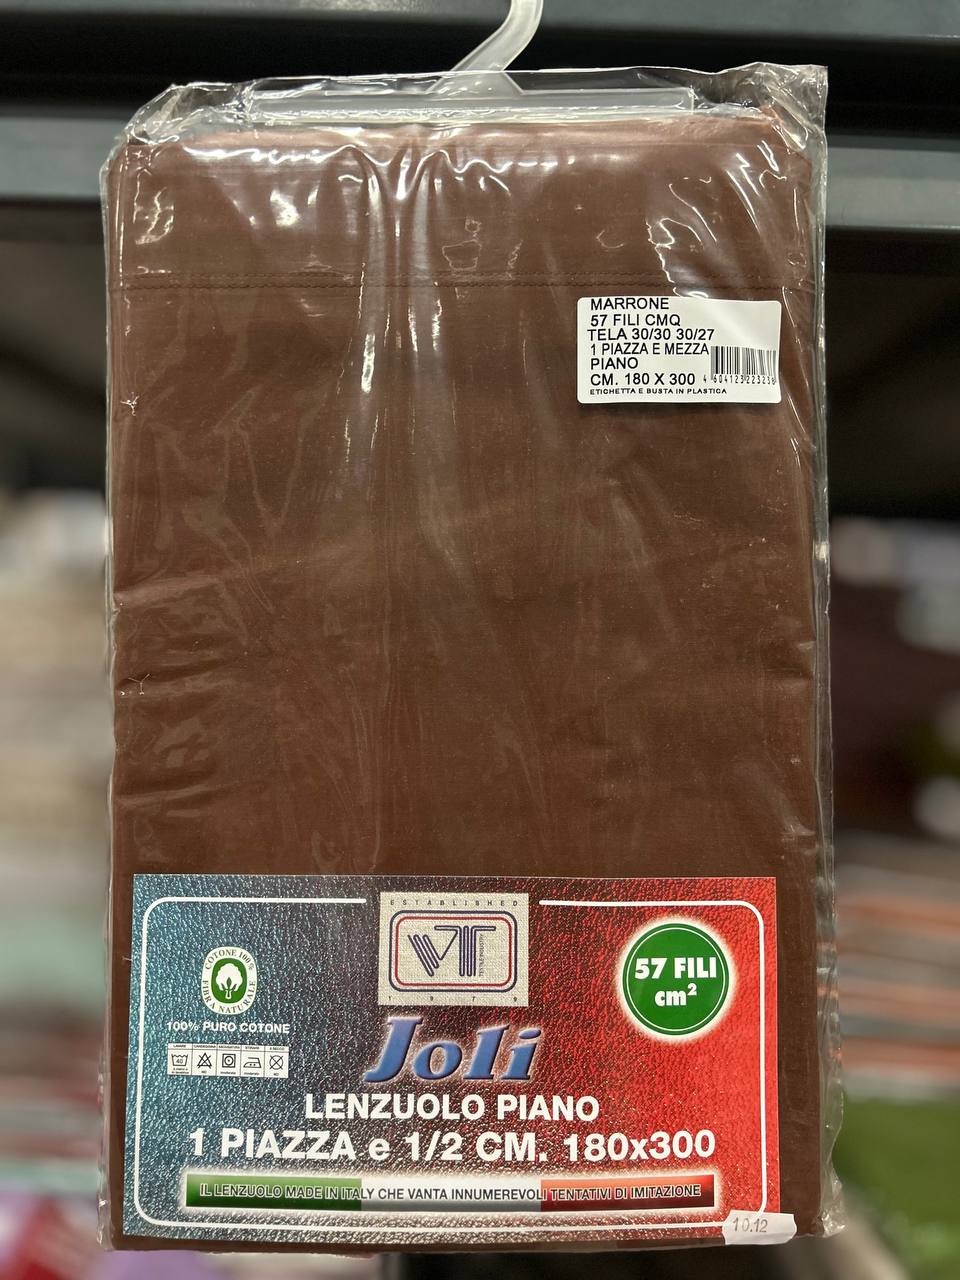 MARRONE
57 FILI CMQ
TELA 30/30 30/27
1 PIAZZA E MEZZA
PIANO
CM. 180 X 300
ETICHETTA E BUSTA IN PLASTICA
ESTABLISHED
VT
1979
COTONE 100%
FIBRA NATURALE
100% PURO COTONE
57 FILI
cm²
Joli
LENZUOLO PIANO
1 PIAZZA e 1/2 CM. 180x300
IL LENZUOLO MADE IN ITALY CHE VANTA INNUMEREVOLI TENTATIVI DI IMITAZIONE
10.12